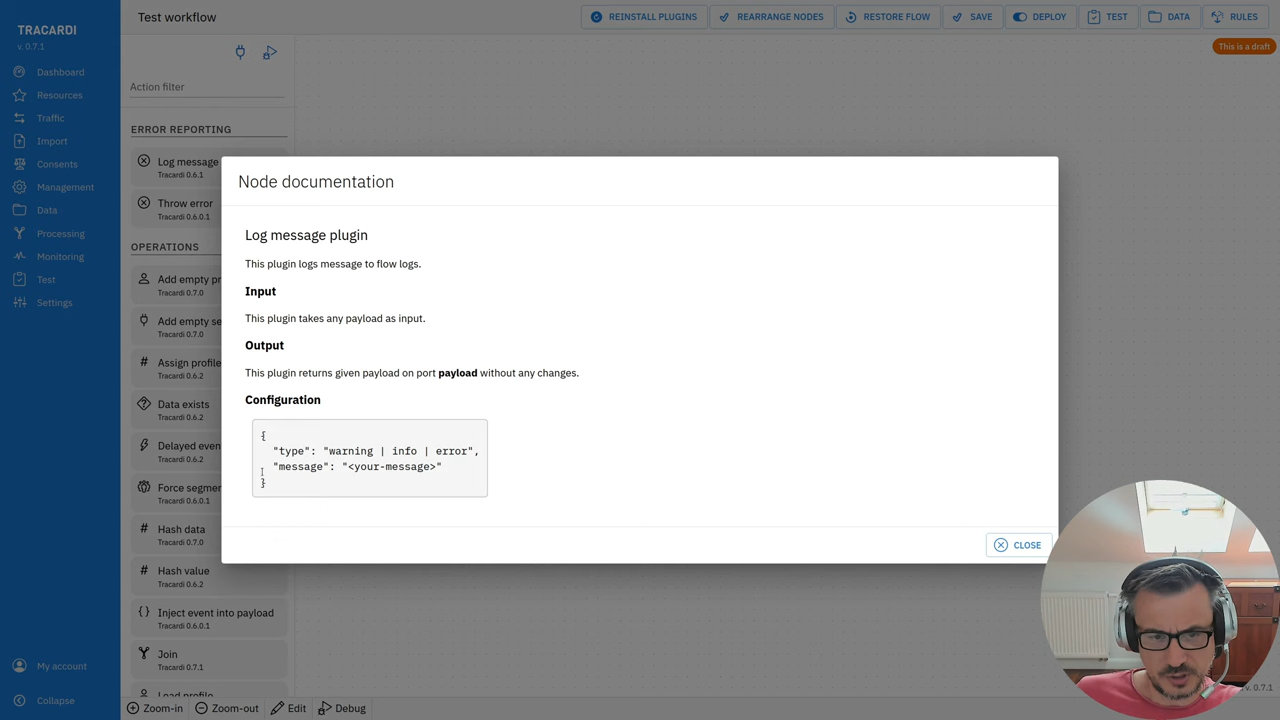 TRACARDI
v. 0.7.1
Dashboard
Resources
Traffic
Import
Consents
Management
Data
Processing
Monitoring
Test
Settings
My account
Collapse
Test workflow
REINSTALL PLUGINS
REARRANGE NODES
RESTORE FLOW
SAVE
DEPLOY
TEST
DATA
RULES
This is a draft
Action filter
ERROR REPORTING
Log message
Tracardi 0.6.1
Throw error
Tracardi 0.6.0.1
OPERATIONS
Add empty pr
Tracardi 0.7.0
Add empty se
Tracardi 0.7.0
Assign profile
Tracardi 0.6.2
Data exists
Tracardi 0.6.2
Delayed even
Tracardi 0.6.2
Force segmen
Tracardi 0.6.0.1
Hash data
Tracardi 0.7.0
Hash value
Tracardi 0.6.2
Inject event into payload
Tracardi 0.6.0.1
Join
Tracardi 0.7.1
Load profile
Node documentation
Log message plugin
This plugin logs message to flow logs.
Input
This plugin takes any payload as input.
Output
This plugin returns given payload on port payload without any changes.
Configuration
{
"type": "warning | info | error",
"message": "<your-message>"
}
CLOSE
v. 0.7.1
Zoom-in
Zoom-out
Edit
Debug